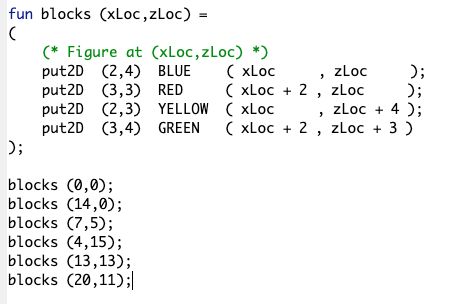 fun blocks (xLoc,zLoc) =
(
    (* Figure at (xLoc,zLoc) *)
    put2D  (2,4)  BLUE    ( xLoc     , zLoc     );
    put2D  (3,3)  RED     ( xLoc + 2 , zLoc     );
    put2D  (2,3)  YELLOW  ( xLoc     , zLoc + 4 );
    put2D  (3,4)  GREEN   ( xLoc + 2 , zLoc + 3 )
);

blocks (0,0);
blocks (14,0);
blocks (7,5);
blocks (4,15);
blocks (13,13);
blocks (20,11);